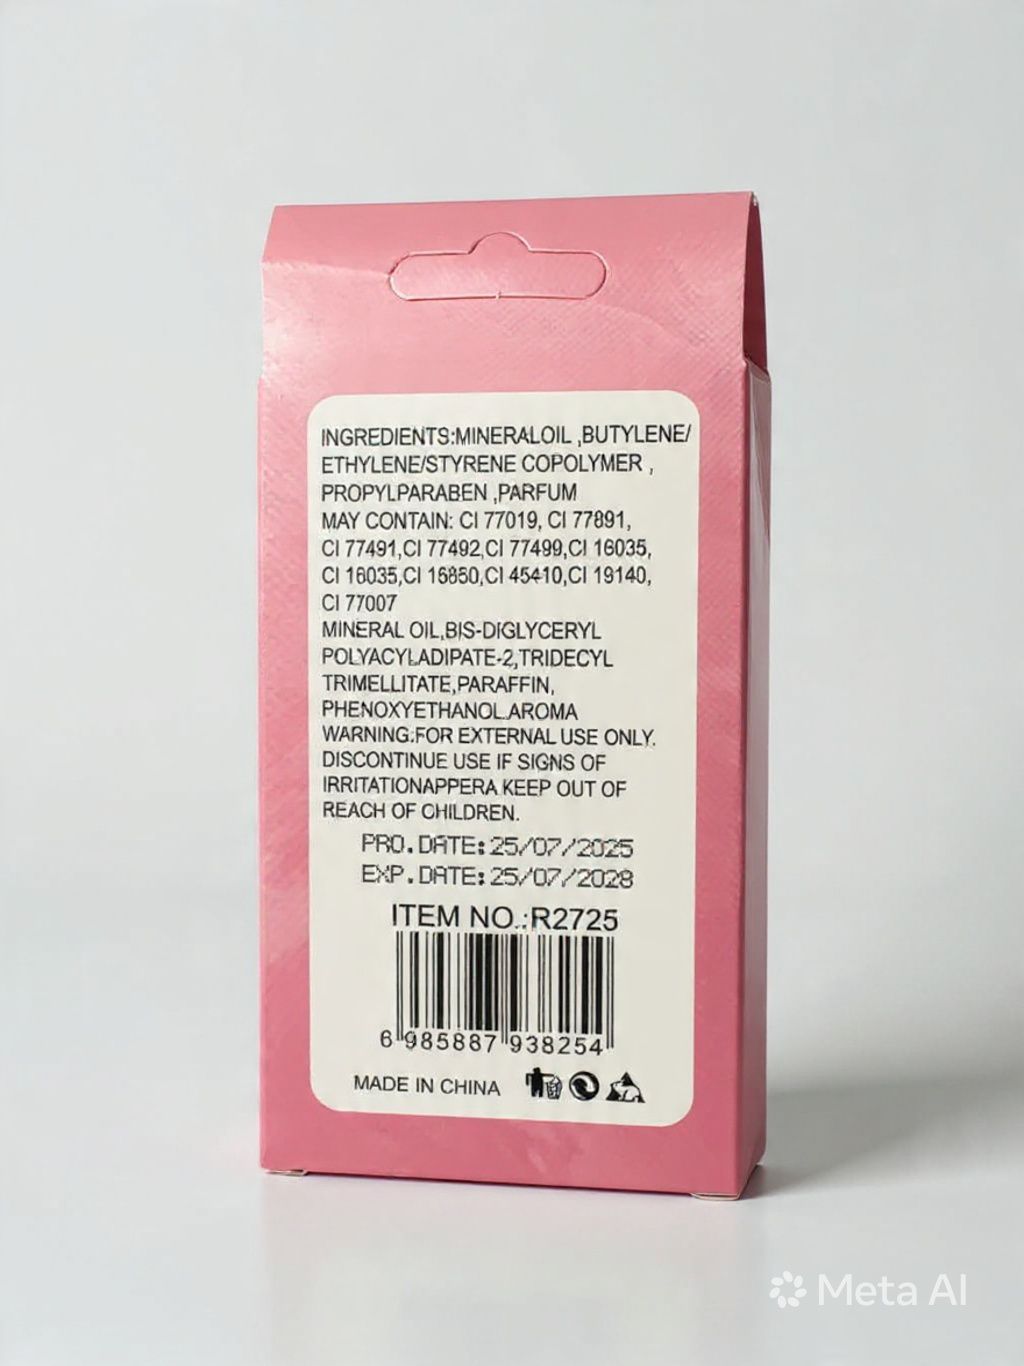 INGREDIENTS:MINERALOIL ,BUTYLENE/
ETHYLENE/STYRENE COPOLYMER ,
PROPYLPARABEN ,PARFUM
MAY CONTAIN: CI 77019, CI 77891,
CI 77491,CI 77492,CI 77499,CI 16035,
CI 16035,CI 16850,CI 45410,CI 19140,
CI 77007
MINERAL OIL,BIS-DIGLYCERYL
POLYACYLADIPATE-2,TRIDECYL
TRIMELLITATE,PARAFFIN,
PHENOXYETHANOL.AROMA
WARNING:FOR EXTERNAL USE ONLY.
DISCONTINUE USE IF SIGNS OF
IRRITATIONAPPERA KEEP OUT OF
REACH OF CHILDREN.
PRO.DATE:25/07/2025
EXP.DATE:25/07/2028
ITEM NO.:R2725
6 985887 938254
MADE IN CHINA
Meta AI